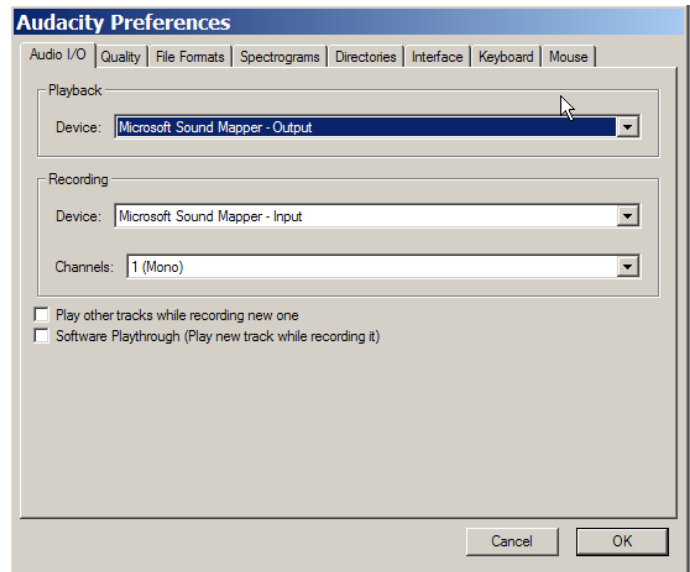 Audacity Preferences
Audio I/O Quality File Formats Spectrograms Directories Interface Keyboard Mouse
Playback
Device: Microsoft Sound Mapper - Output
Recording
Device: Microsoft Sound Mapper - Input
Channels: 1 (Mono)
Play other tracks while recording new one
Software Playthrough (Play new track while recording it)
Cancel OK